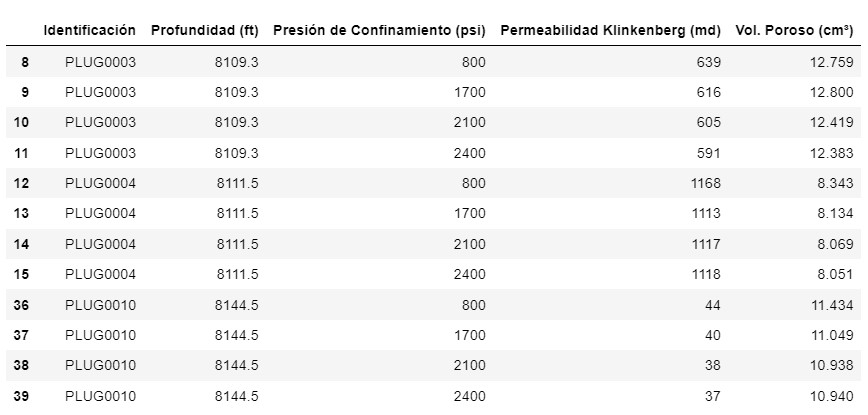 Identificación Profundidad (ft) Presión de Confinamiento (psi) Permeabilidad Klinkenberg (md) Vol. Poroso (cm³)
8 PLUG0003 8109.3 800 639 12.759
9 PLUG0003 8109.3 1700 616 12.800
10 PLUG0003 8109.3 2100 605 12.419
11 PLUG0003 8109.3 2400 591 12.383
12 PLUG0004 8111.5 800 1168 8.343
13 PLUG0004 8111.5 1700 1113 8.134
14 PLUG0004 8111.5 2100 1117 8.069
15 PLUG0004 8111.5 2400 1118 8.051
36 PLUG0010 8144.5 800 44 11.434
37 PLUG0010 8144.5 1700 40 11.049
38 PLUG0010 8144.5 2100 38 10.938
39 PLUG0010 8144.5 2400 37 10.940